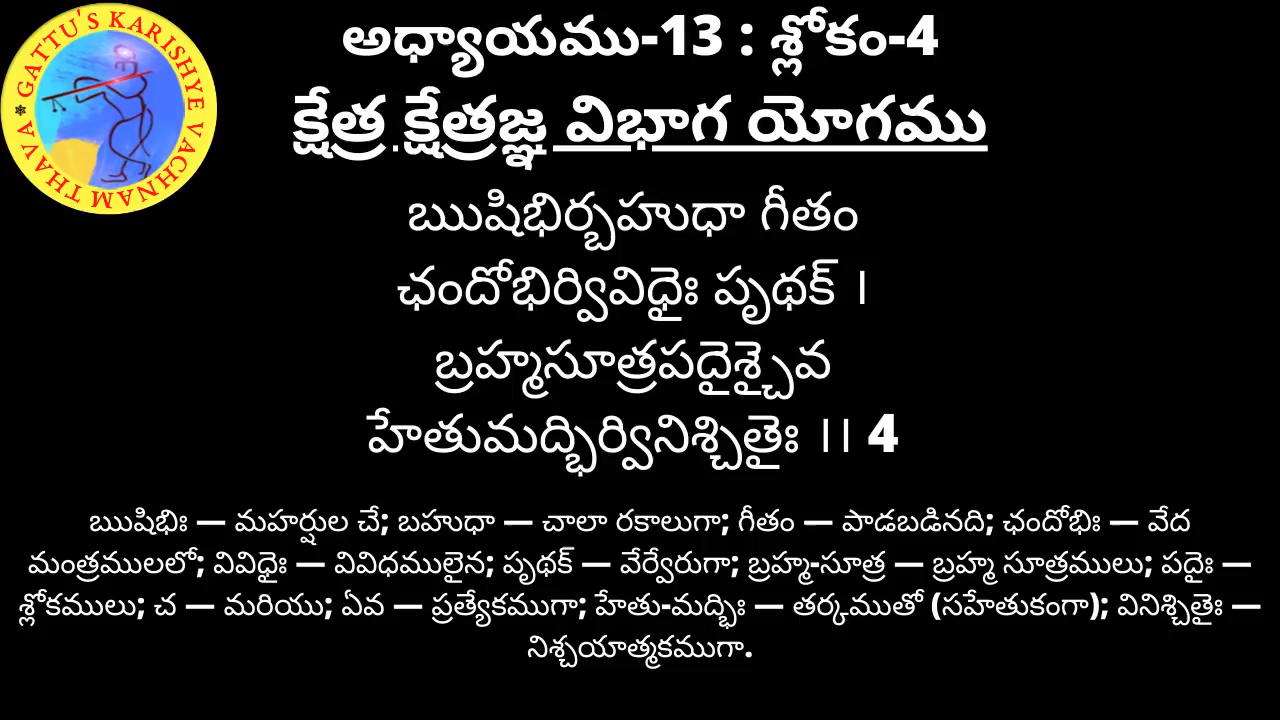 GATTU'S KARISHYE VACHNAM THAVA
అధ్యాయము-13 : శ్లోకం-4
క్షేత్ర క్షేత్రజ్ఞ విభాగ యోగము
ఋషిభిర్బహుధా గీతం
ఛందోభిర్వివిధైః పృథక్ ।
బ్రహ్మసూత్రపదైశ్చైవ
హేతుమద్భిర్వినిశ్చితైః ।। 4
ఋషిభిః — మహర్షుల చే; బహుధా — చాలా రకాలుగా; గీతం — పాడబడినది; ఛందోభిః — వేద
మంత్రములలో; వివిధైః — వివిధములైన; పృథక్ — వేర్వేరుగా; బ్రహ్మ-సూత్ర — బ్రహ్మ సూత్రములు; పదైః —
శ్లోకములు; చ — మరియు; ఏవ — ప్రత్యేకముగా; హేతు-మద్భిః — తర్కముతో (సహేతుకంగా); వినిశ్చితైః —
నిశ్చయాత్మకముగా.